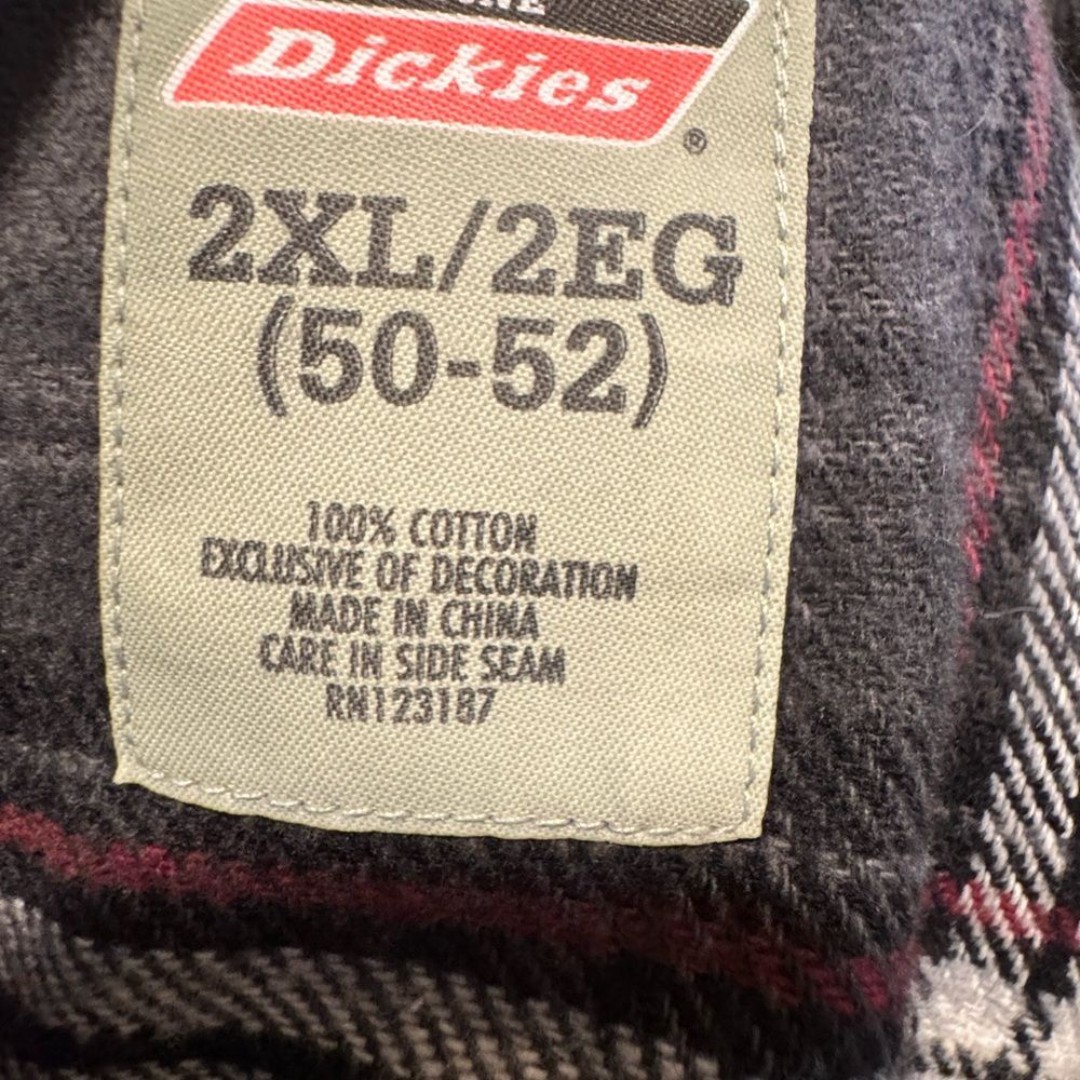 Dickies
®
2XL/2EG
(50-52)
100% COTTON
EXCLUSIVE OF DECORATION
MADE IN CHINA
CARE IN SIDE SEAM
RN123187